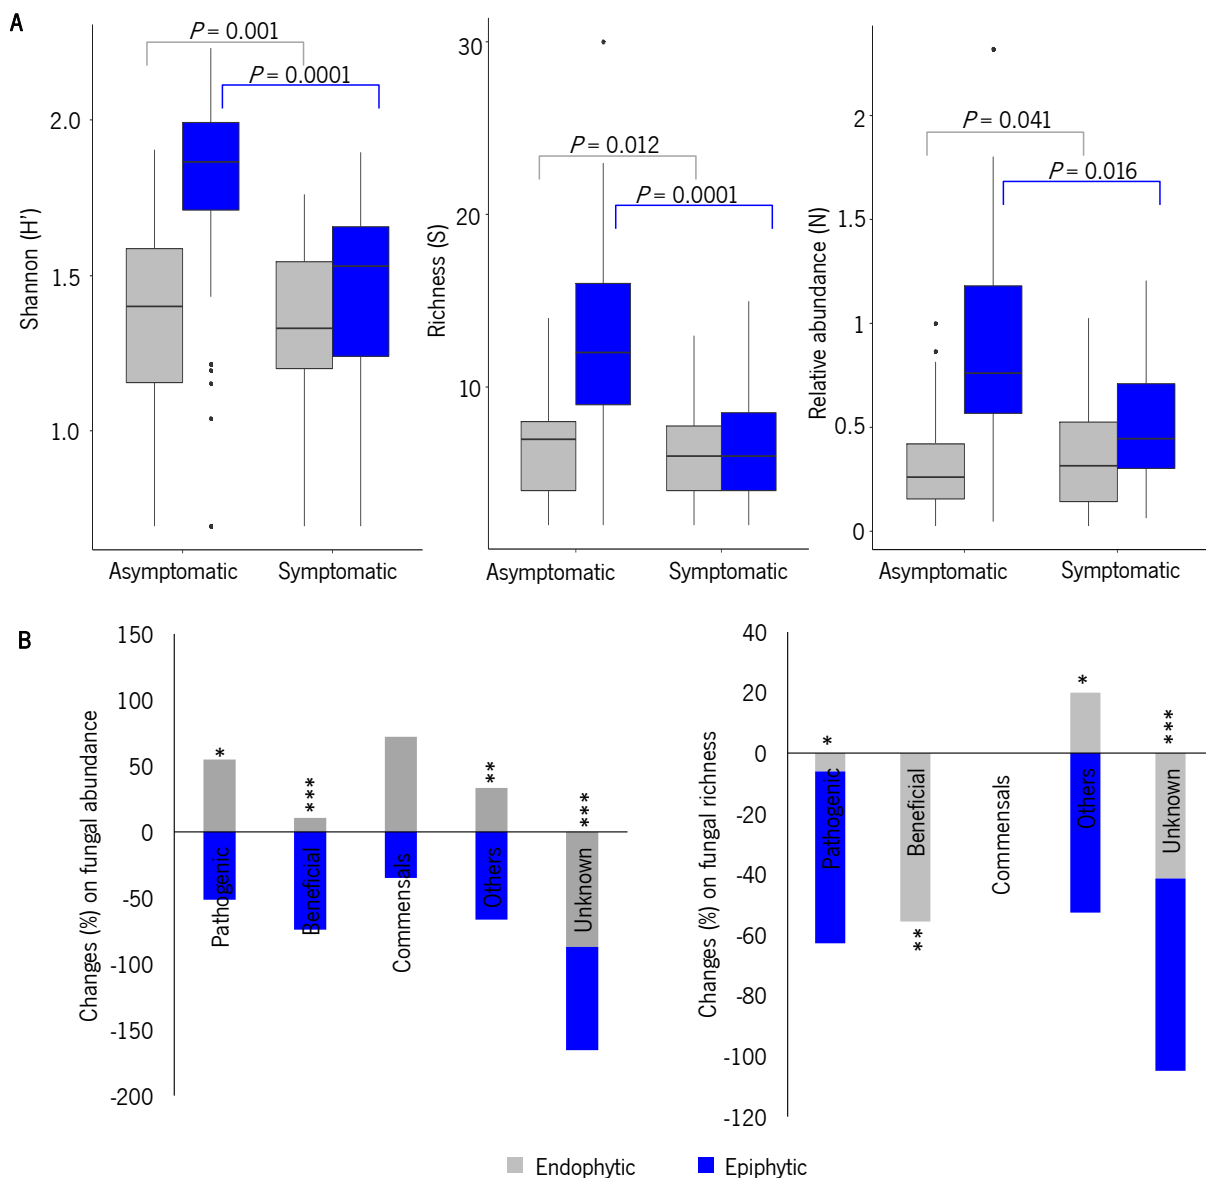 A
P = 0.001
P = 0.0001
2.0
1.5
1.0
Shannon (H')
Asymptomatic
Symptomatic
30
20
10
Richness (S)
P = 0.012
P = 0.0001
Asymptomatic
Symptomatic
2
1.5
1
0.5
0
Relative abundance (N)
P = 0.041
P = 0.016
Asymptomatic
Symptomatic
B
150
100
50
0
-50
-100
-150
-200
Changes (%) on fungal abundance
*
***
**
***
Pathogenic
Beneficial
Commensals
Others
Unknown
40
20
0
-20
-40
-60
-80
-100
-120
Changes (%) on fungal richness
*
**
*
***
Pathogenic
Beneficial
Commensals
Others
Unknown
Endophytic
Epiphytic